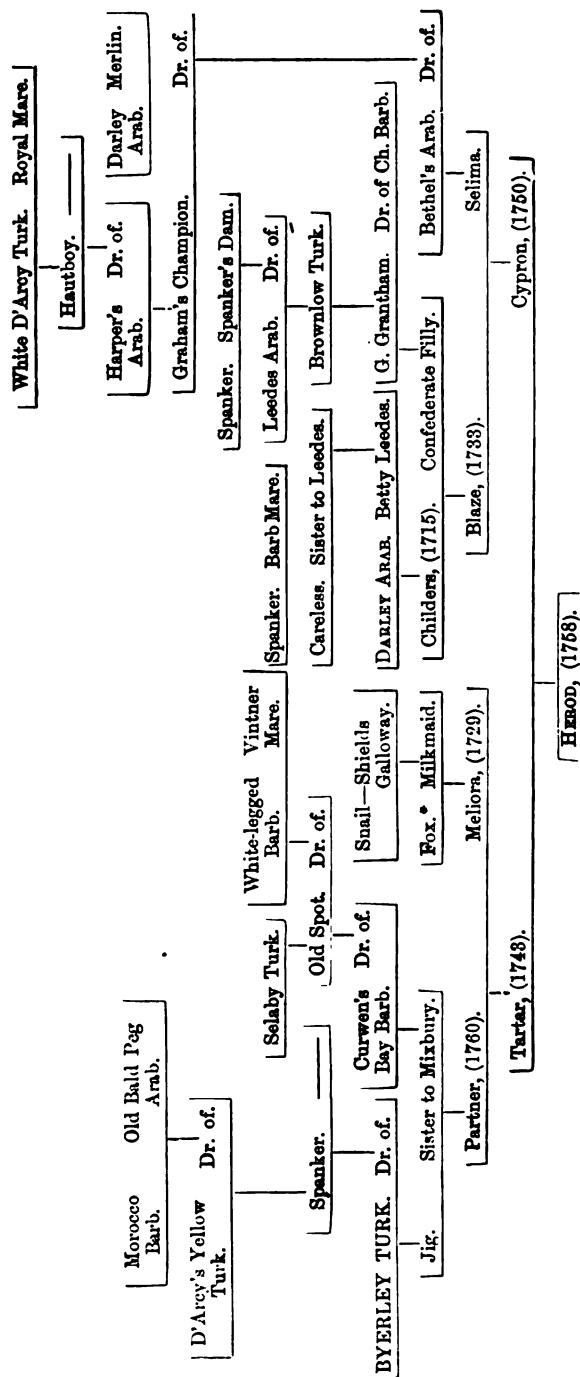 White D'Arcy Turk. Royal Mare.
Hautboy.
Harper's Arab. Dr. of.
Darley Arab. Merlin.
Graham's Champion. Dr. of.
Morocco Barb. Old Bald Peg Arab.
D'Arcy's Yellow Turk. Dr. of.
Selaby Turk.
White-legged Barb. Vintner Mare.
Spanker. Barb Mare.
Spanker. Spanker's Dam.
Leedes Arab. Dr. of.
Spanker.
Old Spot. Dr. of.
Careless. Sister to Leedes.
Brownlow Turk.
BYERLEY TURK. Dr. of.
Curwen's Bay Barb. Dr. of.
Snail—Shields Galloway.
DARLEY ARAB. Betty Leedes.
G. Grantham. Dr. of Ch. Barb.
Jig. Sister to Mixbury.
Fox.* Milkmaid.
Childers, (1715). Confederate Filly.
Bethel's Arab. Dr. of.
Partner, (1760).
Meliora, (1729).
Blaze, (1733).
Selima.
Tartar, (1743).
Cypron, (1750).
HEROD, (1758).